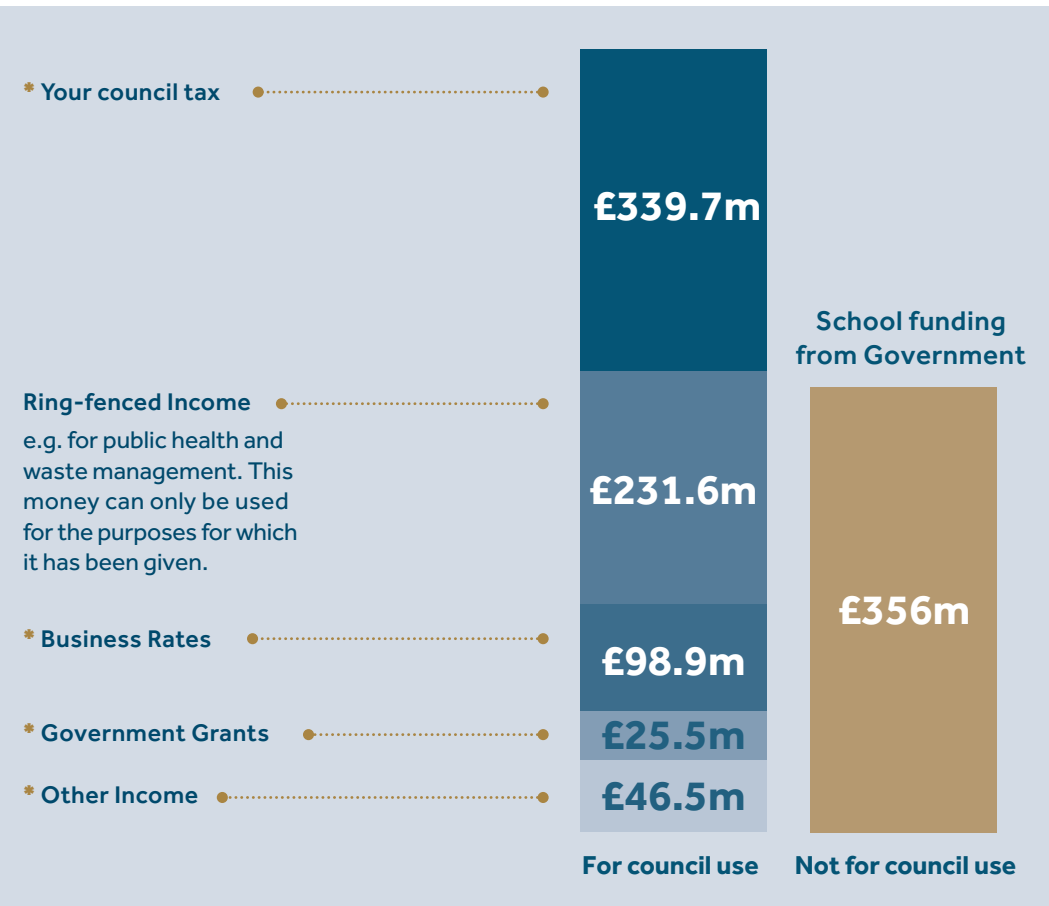 * Your council tax
£339.7m
School funding
from Government
Ring-fenced Income
e.g. for public health and
waste management. This
money can only be used
for the purposes for which
it has been given.
£231.6m
£356m
* Business Rates
£98.9m
* Government Grants
£25.5m
* Other Income
£46.5m
For council use
Not for council use